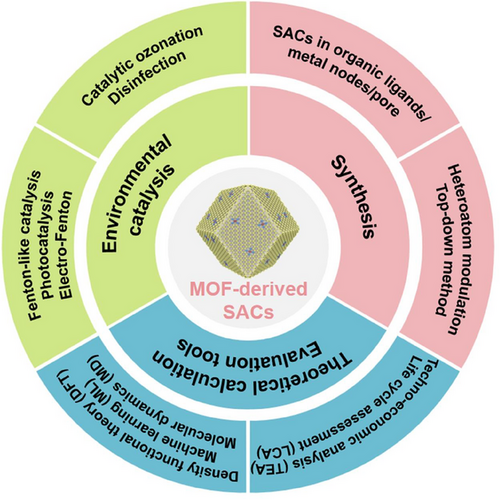 Catalytic ozonation
Disinfection
SACs in organic ligands/
metal nodes/pore
Environmental
catalysis
Synthesis
Fenton-like catalysis
Photocatalysis
Electro-Fenton
Heteroatom modulation
Top-down method
MOF-derived
SACs
Theoretical calculation
Evaluation tools
Density functional theory (DFT)
Machine learning (ML),
Molecular dynamics (MD)
Techno-economic analysis (TEA)
Life cycle assessment (LCA)